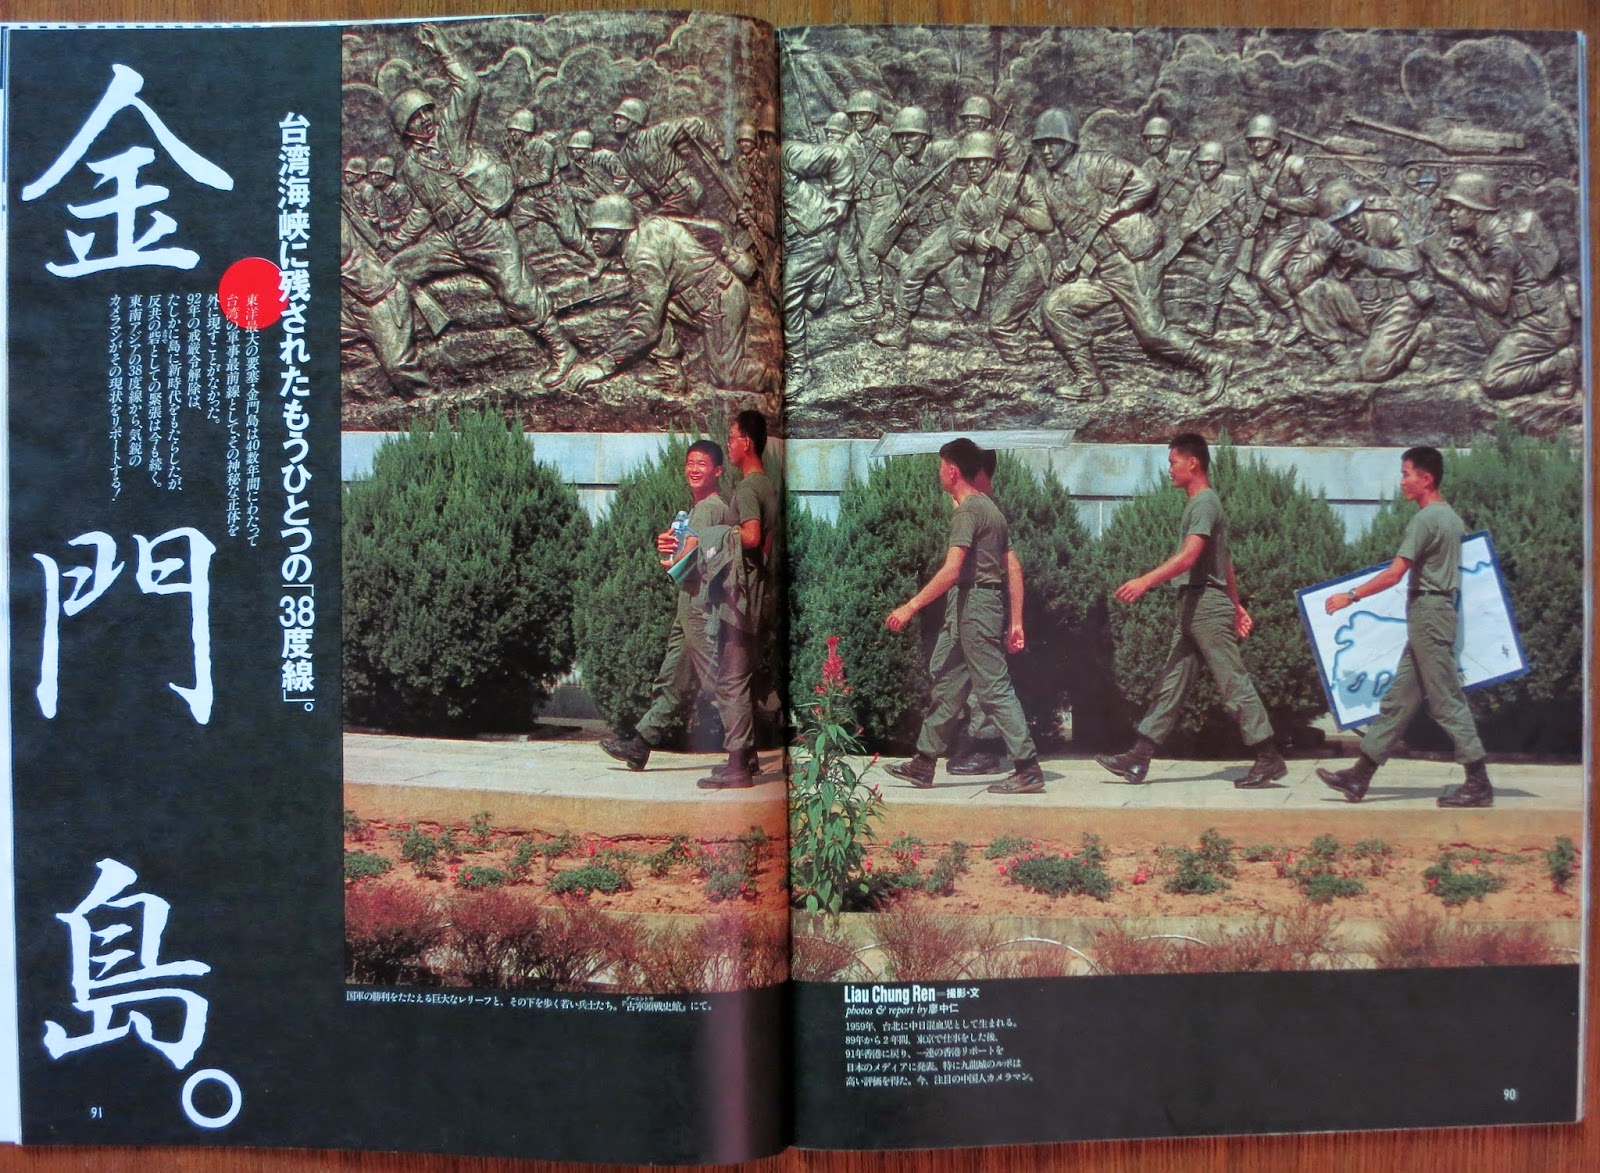 金門島。
台湾海峡に残されたもうひとつの「38度線」。
東洋最大の要塞・金門島は40数年間にわたって
台湾の軍事最前線として、その神秘な正体を
外に現すことがなかった。
92年の戒厳令解除は、
たしかに島に新時代をもたらしたが、
反共の砦としての緊張は今も続く。
東南アジアの38度線から、気鋭の
カメラマンがその現状をリポートする!
国軍の勝利をたたえる巨大なレリーフと、その下を歩く若い兵士たち。『古寧頭戦史館』にて。
Liau Chung Ren=撮影・文
photos & report by 廖中仁
1959年、台北に中日混血児として生まれる。
89年から2年間、東京で仕事をした後、
91年香港に戻り、一連の香港リポートを
日本のメディアに発表。特に九龍城のルポは
高い評価を得た。今、注目の中国人カメラマン。
91
90